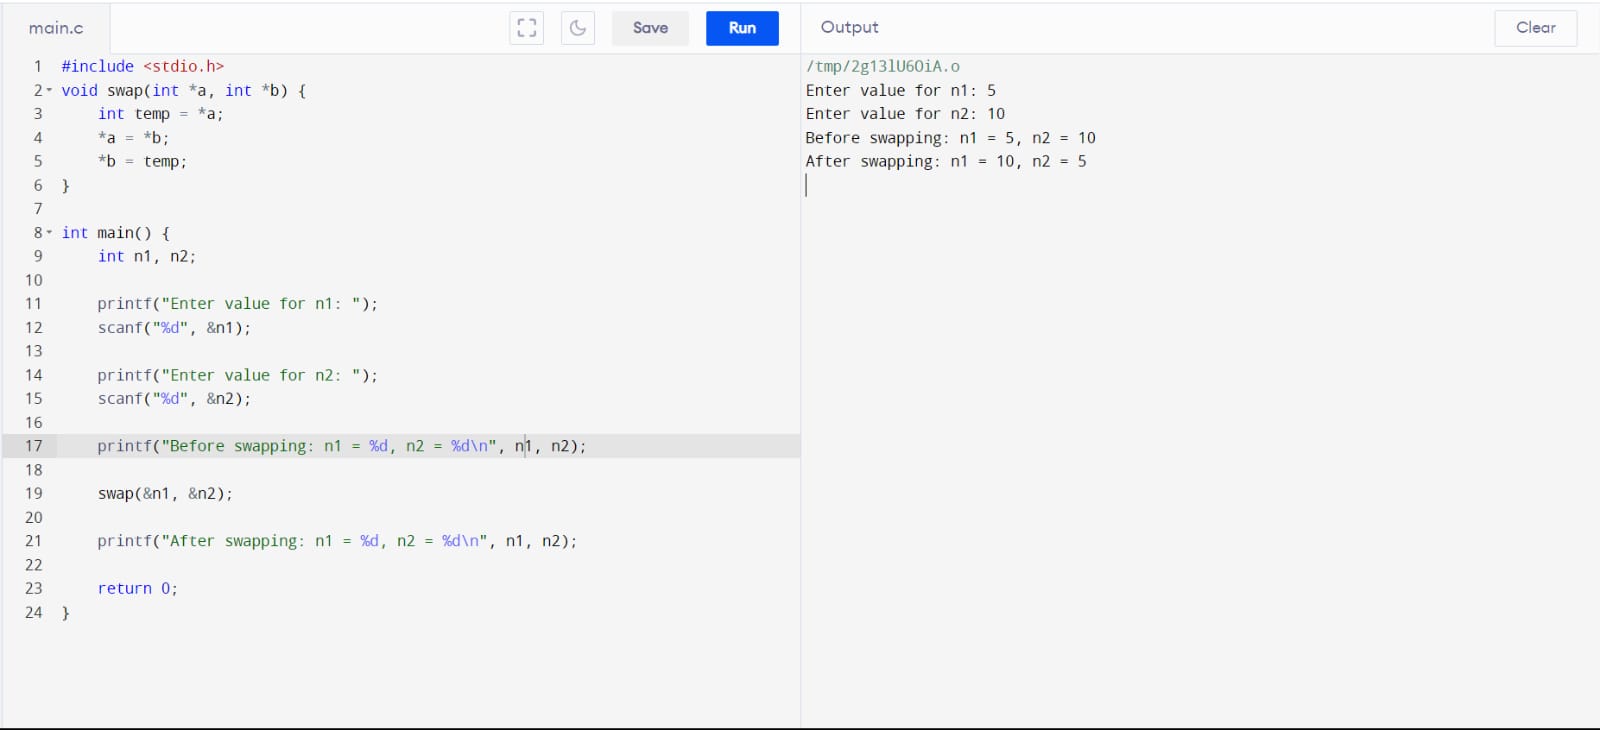 main.c
Save
Run
Output
Clear
1 #include <stdio.h>
2 void swap(int *a, int *b) {
3     int temp = *a;
4     *a = *b;
5     *b = temp;
6 }
7
8 int main() {
9     int n1, n2;
10
11     printf("Enter value for n1: ");
12     scanf("%d", &n1);
13
14     printf("Enter value for n2: ");
15     scanf("%d", &n2);
16
17     printf("Before swapping: n1 = %d, n2 = %d\n", n1, n2);
18
19     swap(&n1, &n2);
20
21     printf("After swapping: n1 = %d, n2 = %d\n", n1, n2);
22
23     return 0;
24 }
/tmp/2g13lU6OiA.o
Enter value for n1: 5
Enter value for n2: 10
Before swapping: n1 = 5, n2 = 10
After swapping: n1 = 10, n2 = 5